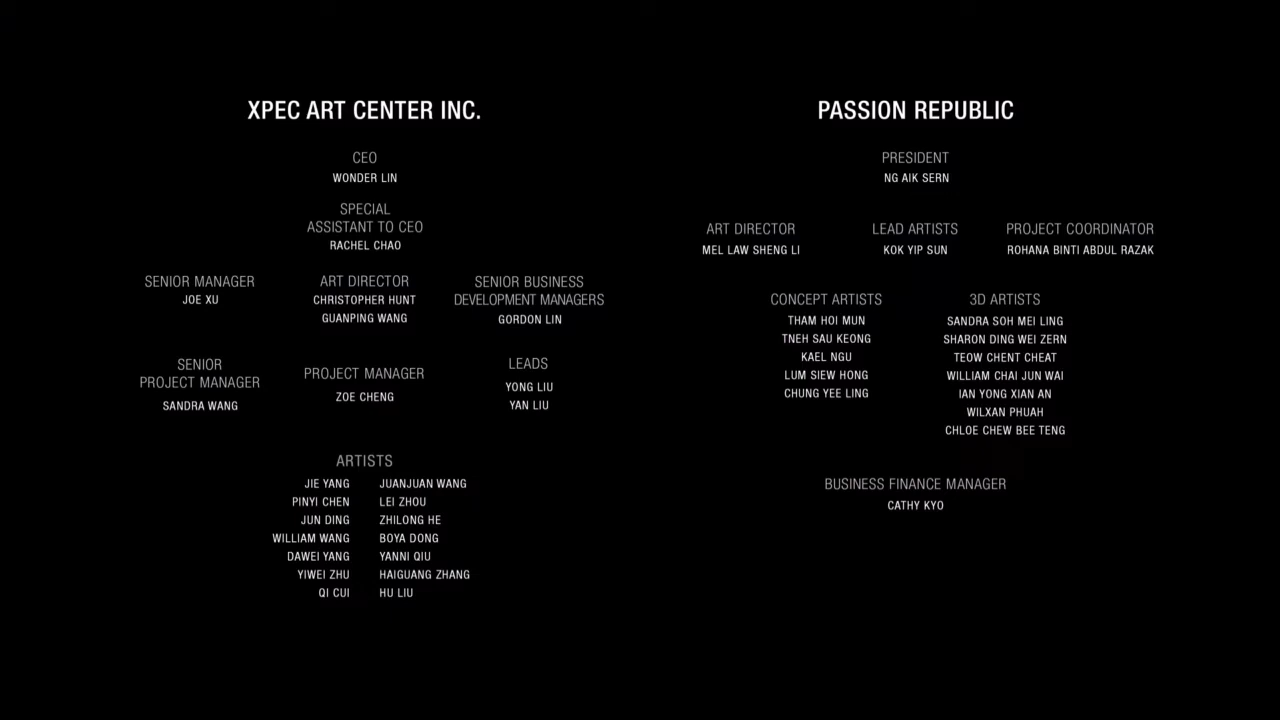 XPEC ART CENTER INC.
CEO
WONDER LIN
SPECIAL
ASSISTANT TO CEO
RACHEL CHAO
SENIOR MANAGER
JOE XU
ART DIRECTOR
CHRISTOPHER HUNT
GUANPING WANG
SENIOR BUSINESS
DEVELOPMENT MANAGERS
GORDON LIN
SENIOR
PROJECT MANAGER
SANDRA WANG
PROJECT MANAGER
ZOE CHENG
LEADS
YONG LIU
YAN LIU
ARTISTS
JIE YANG JUANJUAN WANG
PINYI CHEN LEI ZHOU
JUN DING ZHILONG HE
WILLIAM WANG BOYA DONG
DAWEI YANG YANNI QIU
YIWEI ZHU HAIGUANG ZHANG
QI CUI HU LIU
PASSION REPUBLIC
PRESIDENT
NG AIK SERN
ART DIRECTOR
MEL LAW SHENG LI
LEAD ARTISTS
KOK YIP SUN
PROJECT COORDINATOR
ROHANA BINTI ABDUL RAZAK
CONCEPT ARTISTS
THAM HOI MUN
TNEH SAU KEONG
KAEL NGU
LUM SIEW HONG
CHUNG YEE LING
3D ARTISTS
SANDRA SOH MEI LING
SHARON DING WEI ZERN
TEOW CHENT CHEAT
WILLIAM CHAI JUN WAI
IAN YONG XIAN AN
WILXAN PHUAH
CHLOE CHEW BEE TENG
BUSINESS FINANCE MANAGER
CATHY KYO